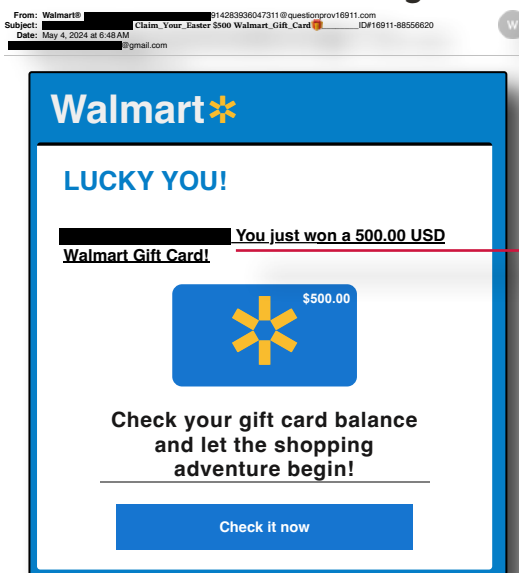 From: Walmart® 914283936047311@questionprov16911.com
Subject: Claim_Your_Easter $500 Walmart_Gift_Card🎁________ID#16911-88556620
Date: May 4, 2024 at 6:48 AM
@gmail.com
W
Walmart
LUCKY YOU!
You just won a 500.00 USD
Walmart Gift Card!
$500.00
Check your gift card balance
and let the shopping
adventure begin!
Check it now